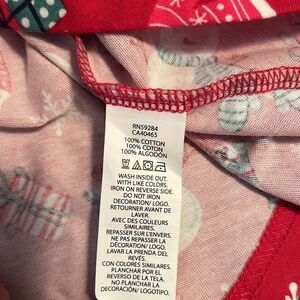 RN59284
CA40465
100% COTTON
100% COTON
100% ALGODON
WASH INSIDE OUT.
WITH LIKE COLORS.
IRON ON REVERSE SIDE.
DO NOT IRON
DECORATION/ LOGO.
RETOURNER AVANT DE
LAVER.
AVEC DES COULEURS
SIMILAIRES.
REPASSER SUR L'ENVERS.
NE PAS REPASSER LA
DÉCORATION/ LOGO.
LAVAR LA PRENDA DEL
REVÉS.
CON COLORES SIMILARES.
PLANCHAR POR EL
REVERSO DE LA TELA.
NO PLANCHAR LA
DECORACIÓN/ LOGOTIPO.